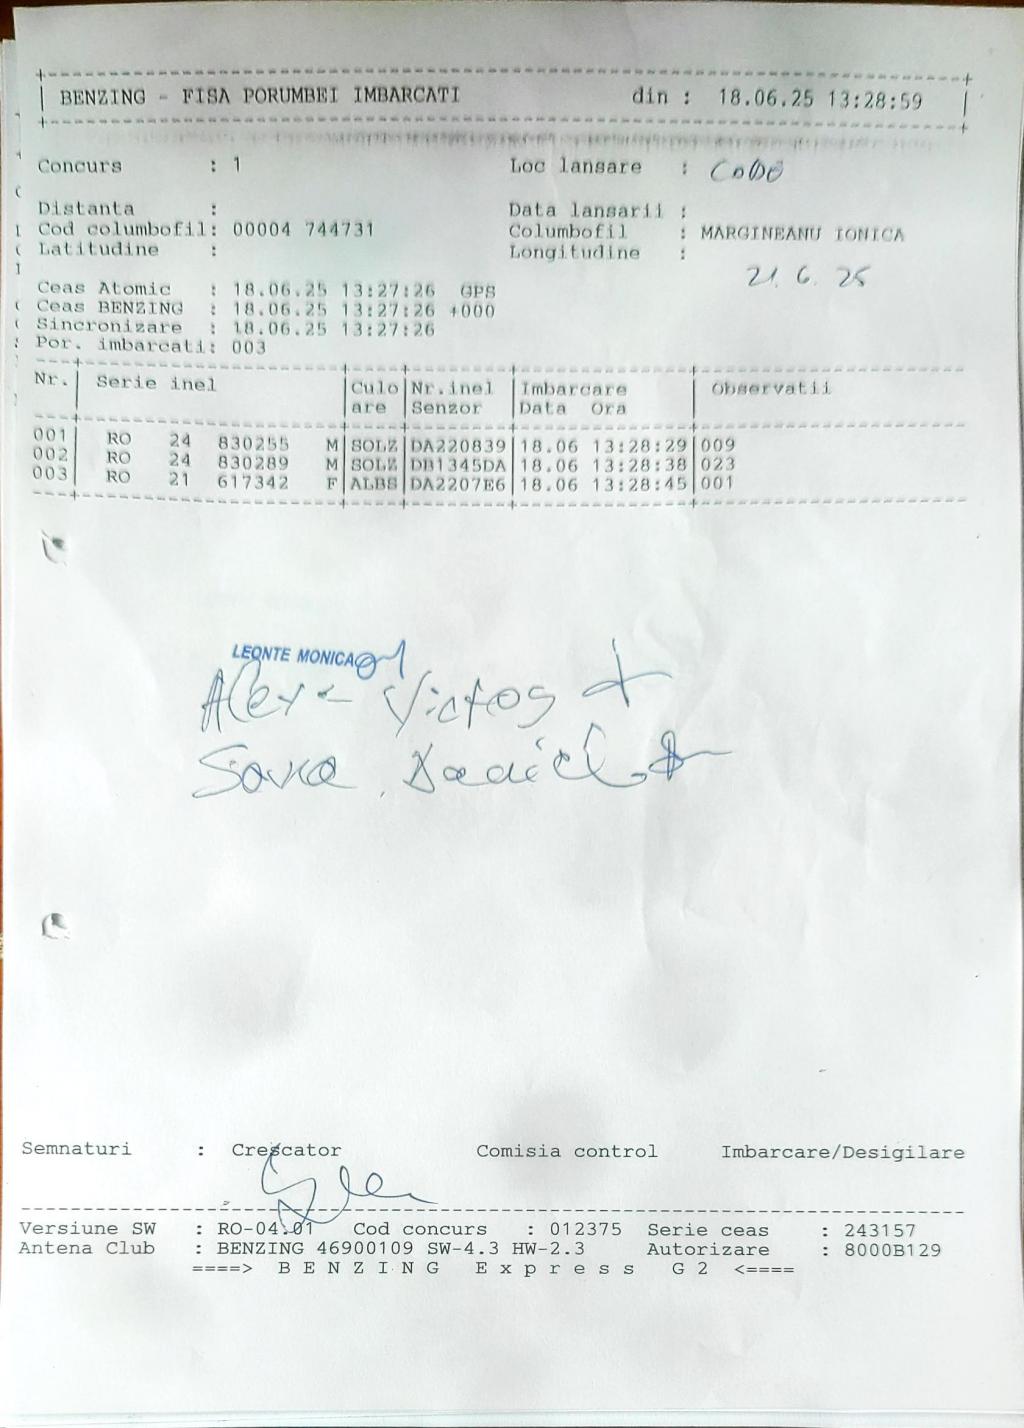 BENZING - FISA PORUMBEI IMBARCATI din : 18.06.25 13:28:59
Concurs : 1 Loc lansare :
Distanta : Data lansarii :
Cod columbofil: 00004 744731 Columbofil : MARGINEANU IONICA
Latitudine : Longitudine :
21.6.25
Ceas Atomic : 18.06.25 13:27:26 GPS
Ceas BENZING : 18.06.25 13:27:26 +000
Sincronizare : 18.06.25 13:27:26
Por. imbarcati: 003
Nr. Serie inel Culo Nr.inel Imbarcare Observatii
are Senzor Data Ora
001 RO 24 830255 M SOLZ DA220839 18.06 13:28:29 009
002 RO 24 830289 M SOLZ DB1345DA 18.06 13:28:38 023
003 RO 21 617342 F ALBS DA2207E6 18.06 13:28:45 001
LEONTE MONICA
Semnaturi : Crescator Comisia control Imbarcare/Desigilare
Versiune SW : RO-04.01 Cod concurs : 012375 Serie ceas : 243157
Antena Club : BENZING 46900109 SW-4.3 HW-2.3 Autorizare : 8000B129
====> B E N Z I N G E x p r e s s G 2 <====